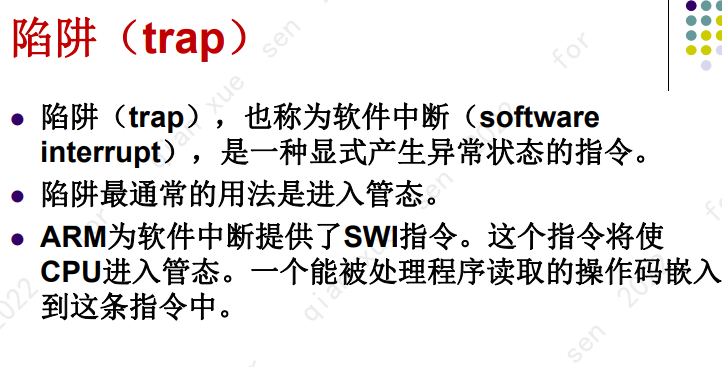 陷阱（trap）
陷阱（trap），也称为软件中断（software
interrupt），是一种显式产生异常状态的指令。
陷阱最通常的用法是进入管态。
ARM为软件中断提供了SWI指令。这个指令将使
CPU进入管态。一个能被处理程序读取的操作码嵌入
到这条指令中。